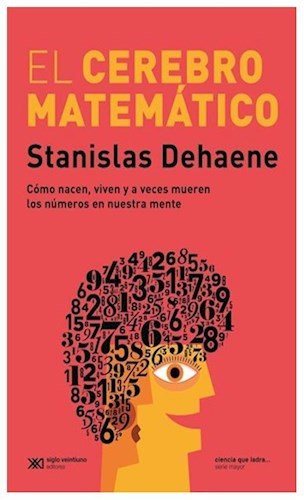 EL CEREBRO
MATEMÁTICO
Stanislas Dehaene
Cómo nacen, viven y a veces mueren
los números en nuestra mente
siglo veintiuno
editores
ciencia que ladra...
serie mayor